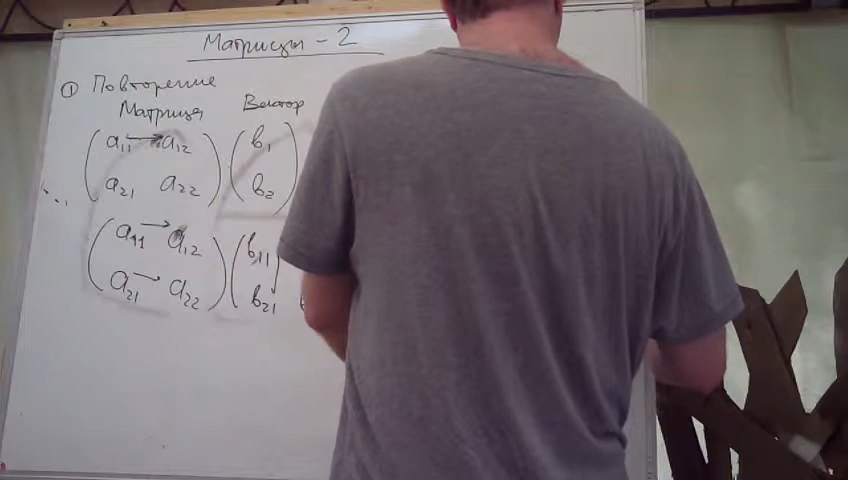 Матрицы - 2
① Повторение
Матрица Вектор
( a₁₁ → a₁₂ ) ( b₁ )
( a₂₁ a₂₂ ) ( b₂ )
( a₁₁ → a₁₂ ) ( b₁₁
( a₂₁ → a₂₂ ) ( b₂₁